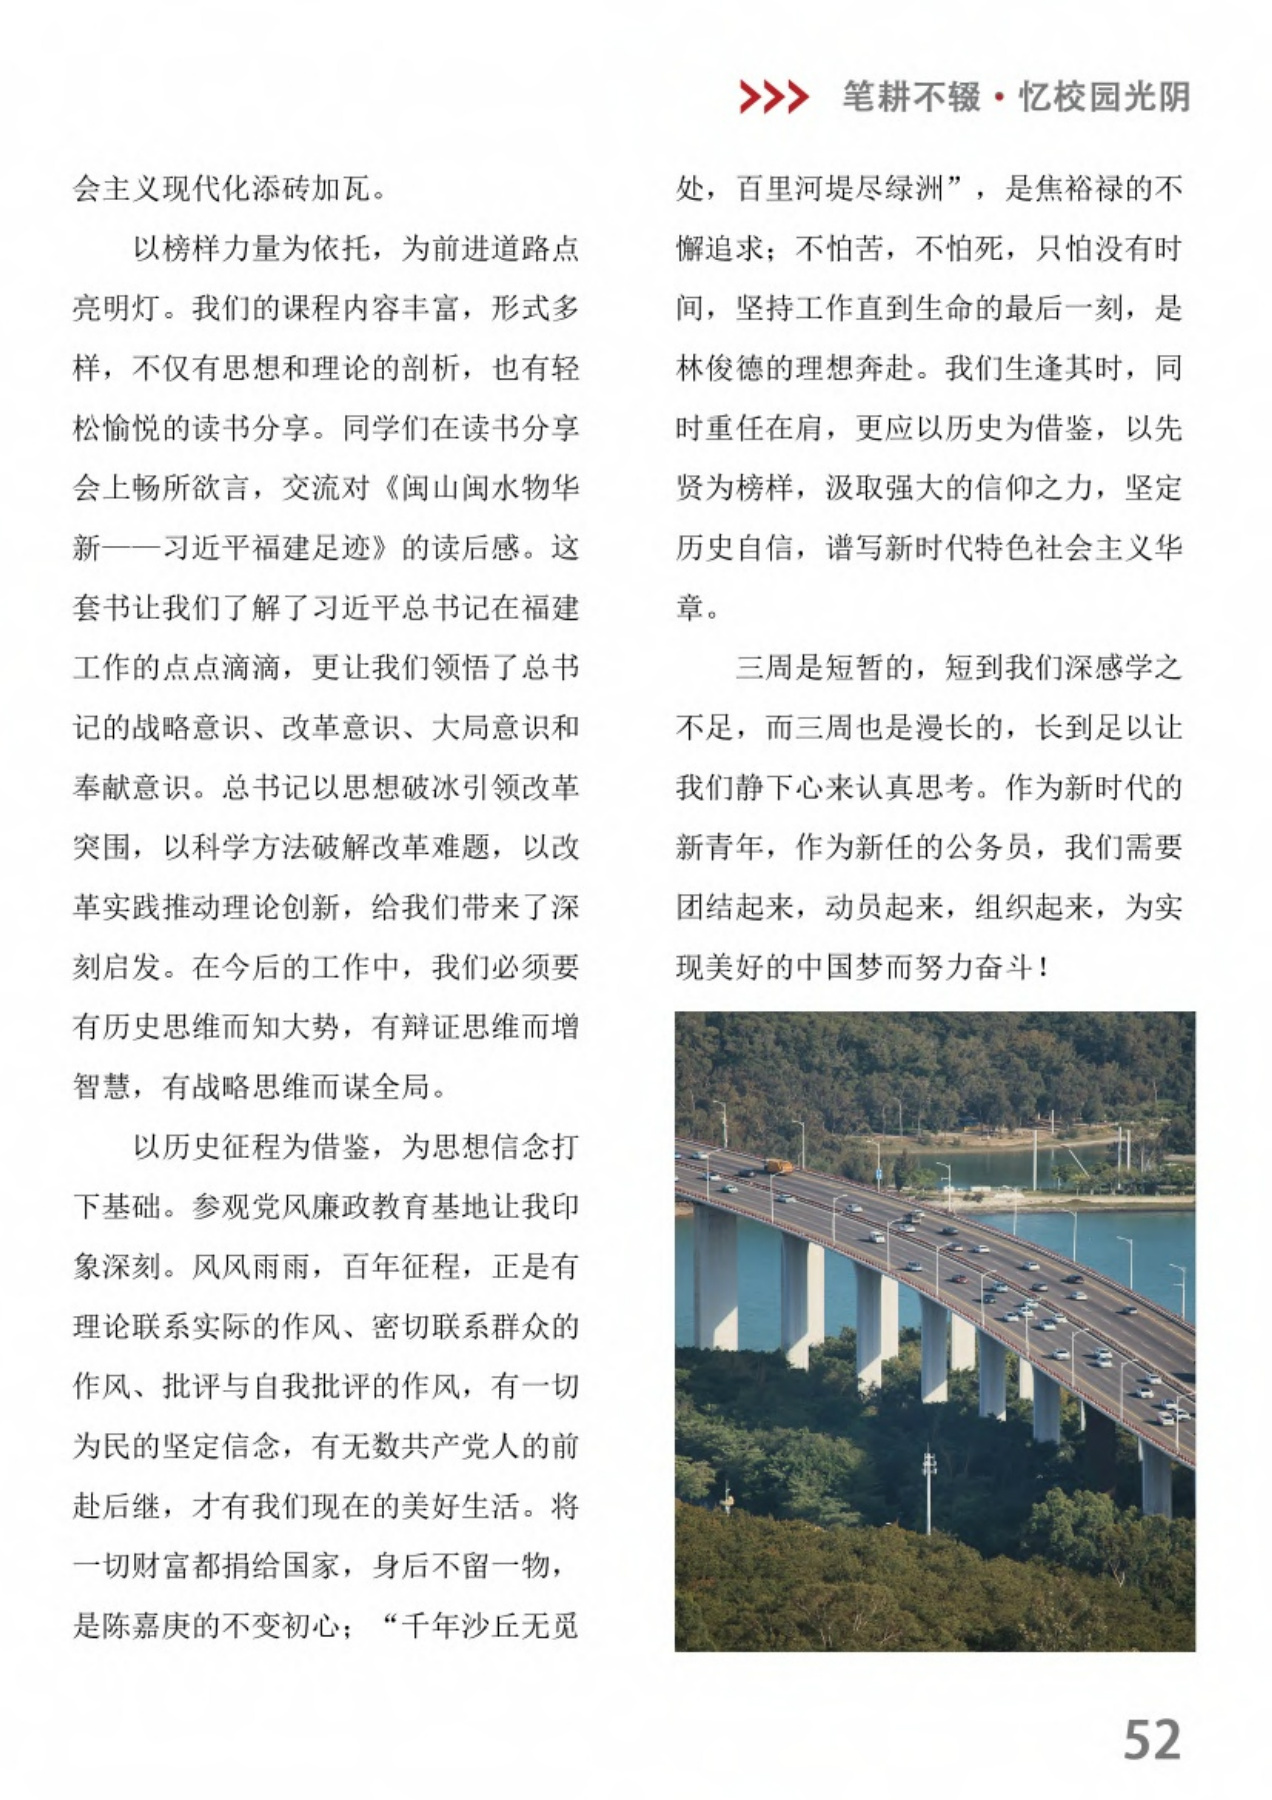 笔耕不辍·忆校园光阴
会主义现代化添砖加瓦。
以榜样力量为依托，为前进道路点
亮明灯。我们的课程内容丰富，形式多
样，不仅有思想和理论的剖析，也有轻
松愉悦的读书分享。同学们在读书分享
会上畅所欲言，交流对《闽山闽水物华
新——习近平福建足迹》的读后感。这
套书让我们了解了习近平总书记在福建
工作的点点滴滴，更让我们领悟了总书
记的战略意识、改革意识、大局意识和
奉献意识。总书记以思想破冰引领改革
突围，以科学方法破解改革难题，以改
革实践推动理论创新，给我们带来了深
刻启发。在今后的工作中，我们必须要
有历史思维而知大势，有辩证思维而增
智慧，有战略思维而谋全局。
以历史征程为借鉴，为思想信念打
下基础。参观党风廉政教育基地让我印
象深刻。风风雨雨，百年征程，正是有
理论联系实际的作风、密切联系群众的
作风、批评与自我批评的作风，有一切
为民的坚定信念，有无数共产党人的前
赴后继，才有我们现在的美好生活。将
一切财富都捐给国家，身后不留一物，
是陈嘉庚的不变初心；“千年沙丘无觅
处，百里河堤尽绿洲”，是焦裕禄的不
懈追求；不怕苦，不怕死，只怕没有时
间，坚持工作直到生命的最后一刻，是
林俊德的理想奔赴。我们生逢其时，同
时重任在肩，更应以历史为借鉴，以先
贤为榜样，汲取强大的信仰之力，坚定
历史自信，谱写新时代特色社会主义华
章。
三周是短暂的，短到我们深感学之
不足，而三周也是漫长的，长到足以让
我们静下心来认真思考。作为新时代的
新青年，作为新任的公务员，我们需要
团结起来，动员起来，组织起来，为实
现美好的中国梦而努力奋斗！
52